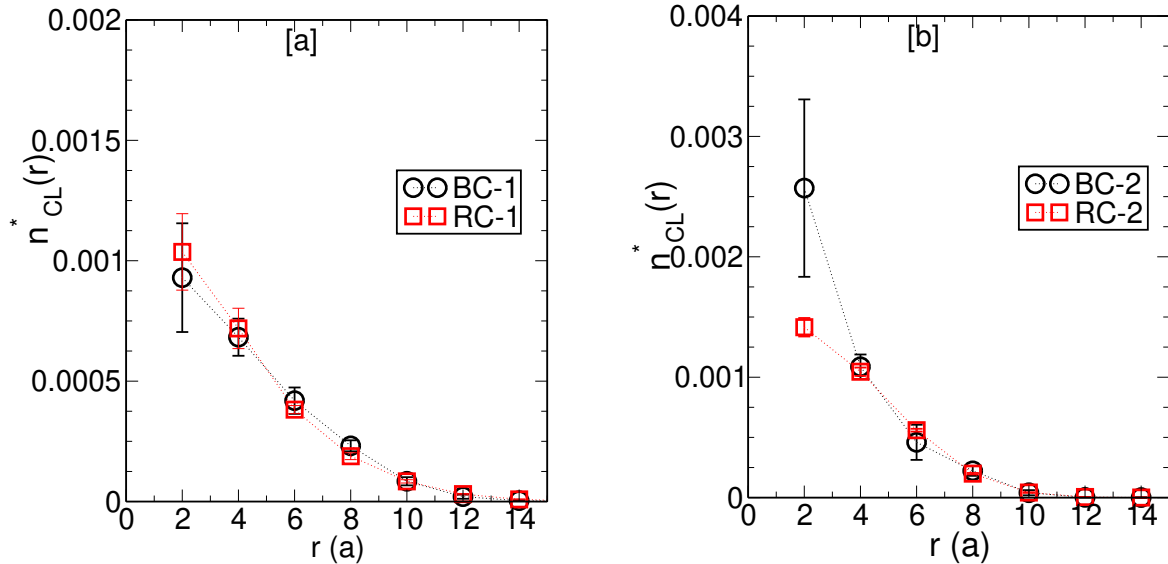 [a]
0.002
0.0015
0.001
0.0005
0
n*CL(r)
BC-1
RC-1
0 2 4 6 8 10 12 14
r (a)
[b]
0.004
0.003
0.002
0.001
0
n*CL(r)
BC-2
RC-2
0 2 4 6 8 10 12 14
r (a)